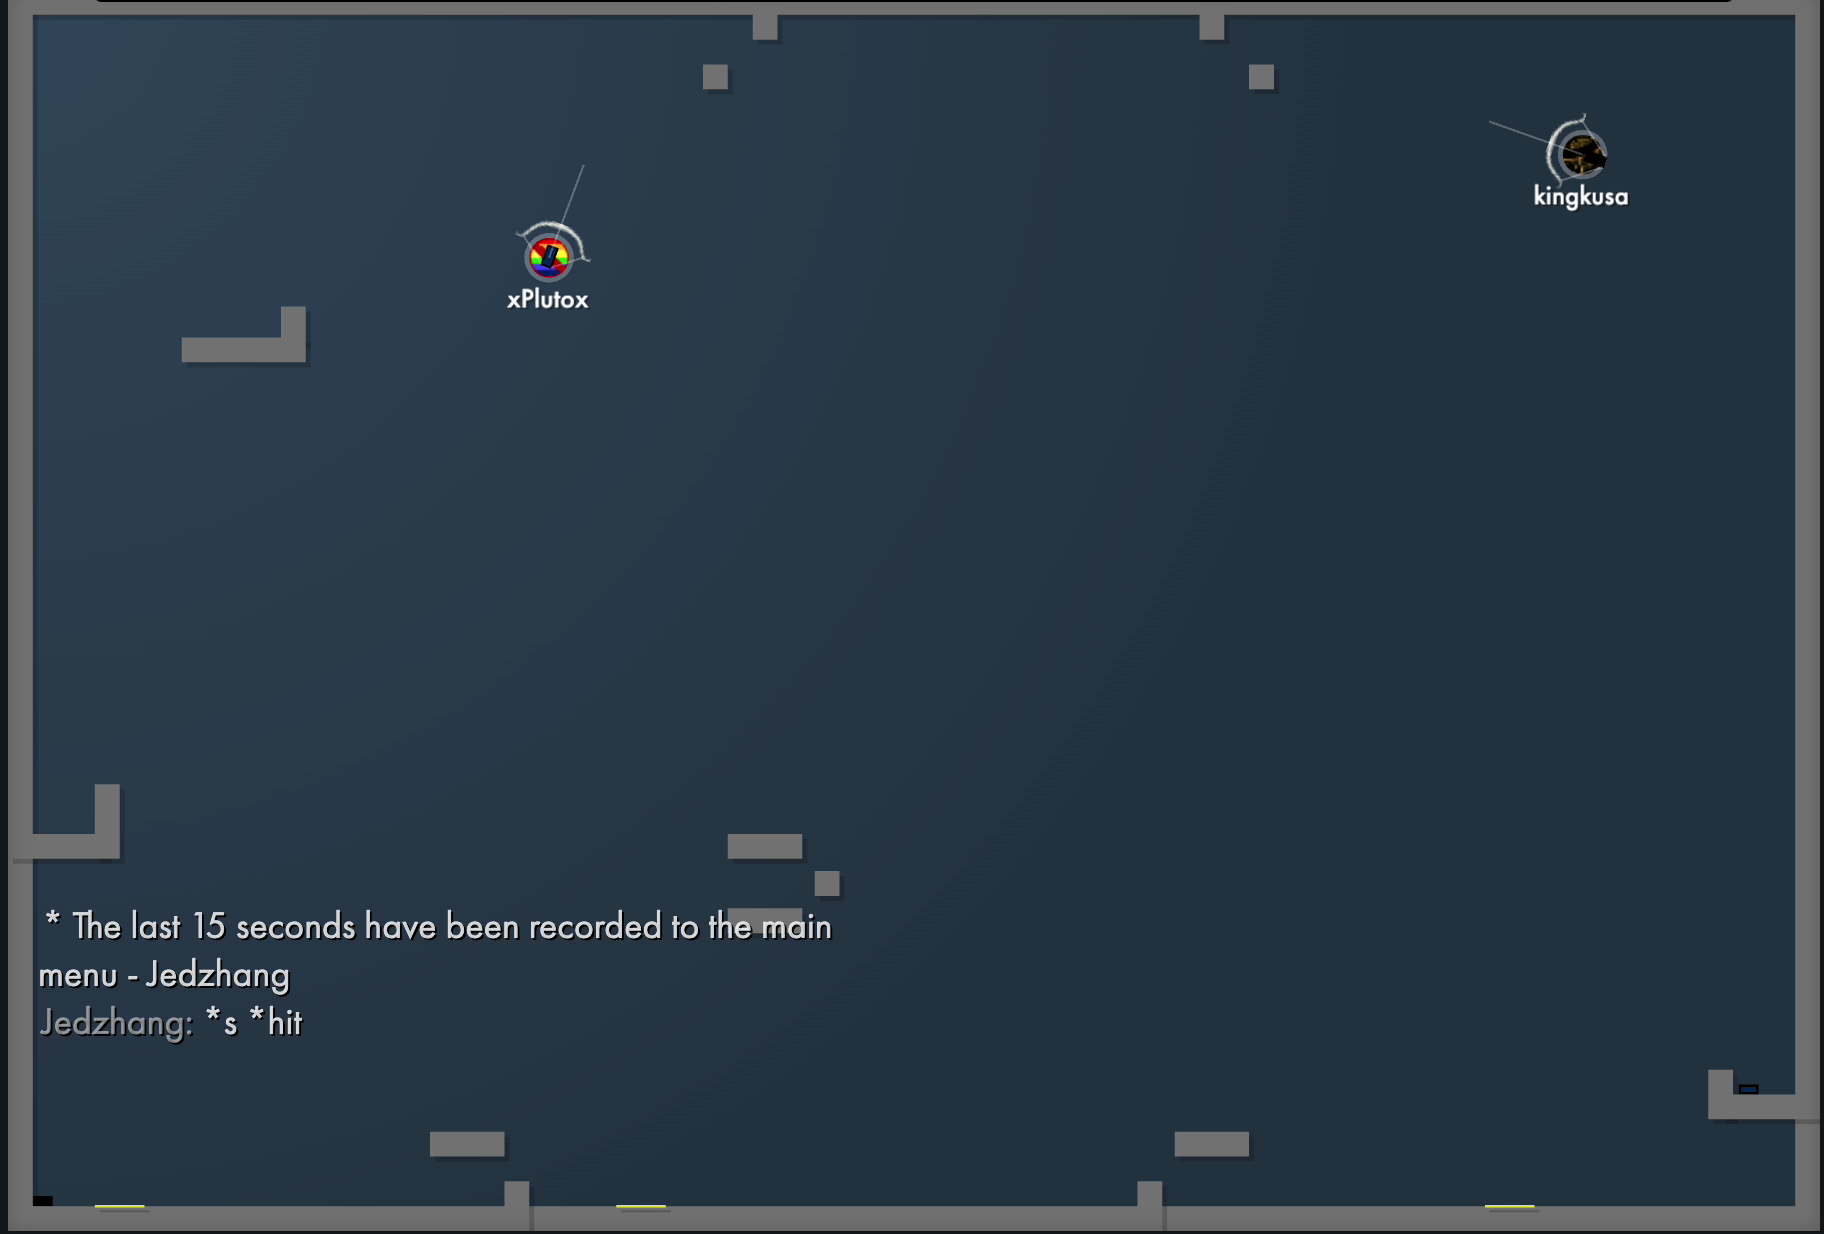 kingkusa
xPlutox
* The last 15 seconds have been recorded to the main
menu - Jedzhang
Jedzhang: *s *hit